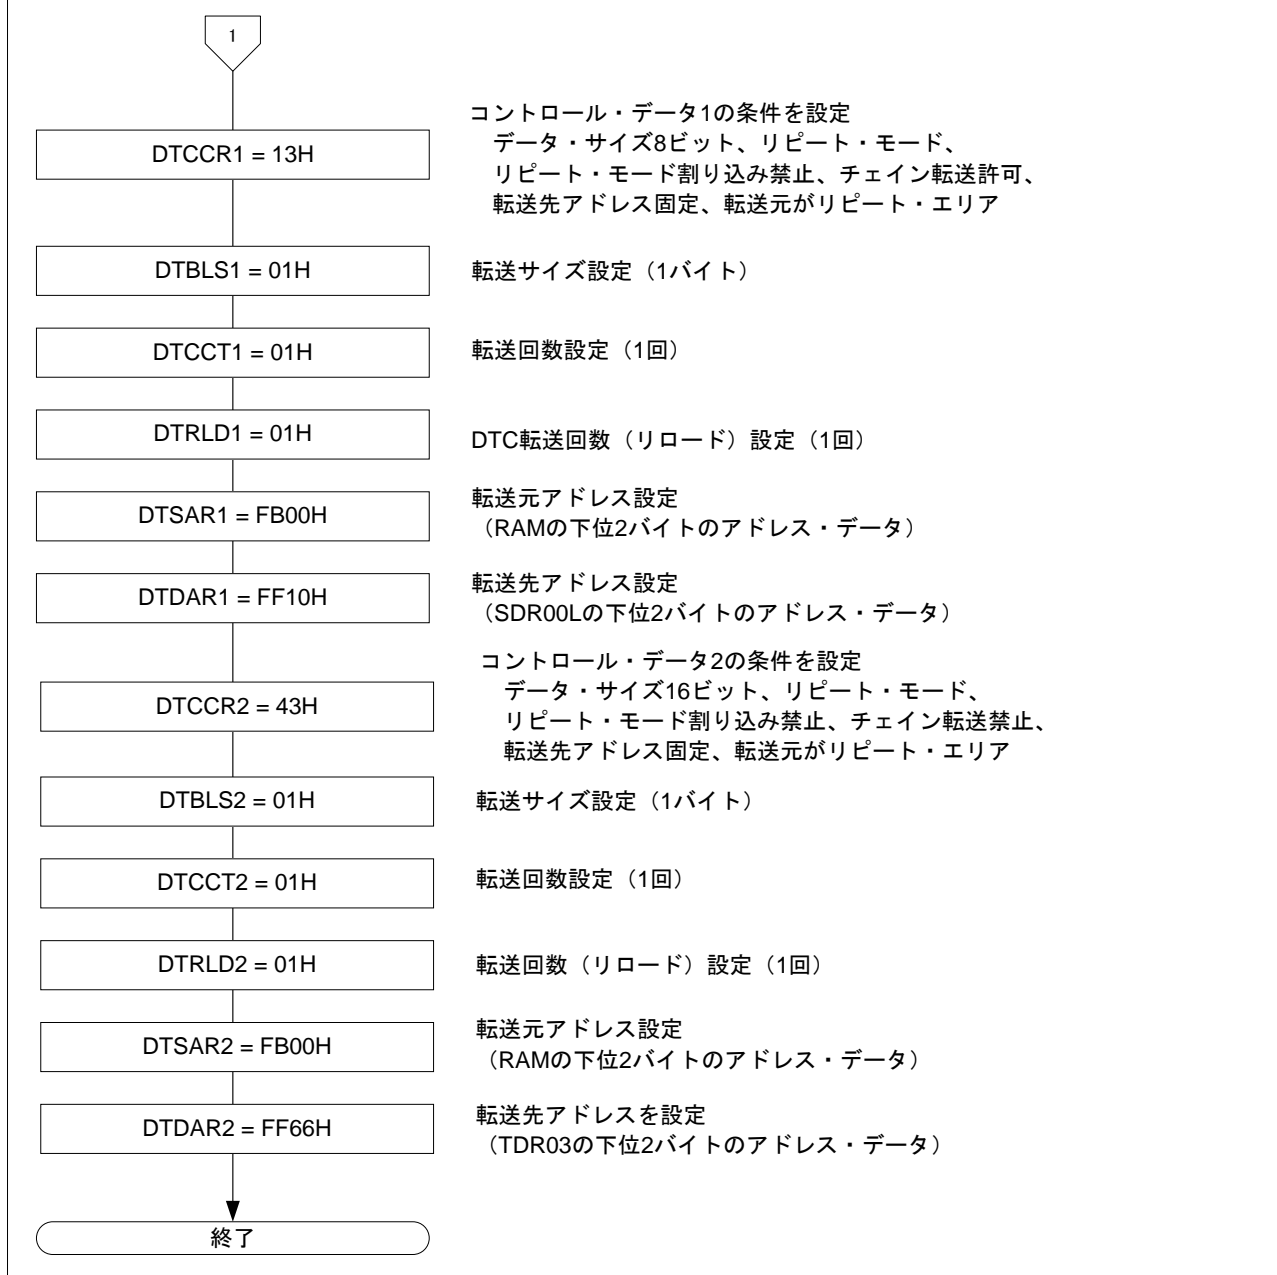 1
DTCCR1 = 13H
コントロール・データ1の条件を設定
データ・サイズ8ビット、リピート・モード、
リピート・モード割り込み禁止、チェイン転送許可、
転送先アドレス固定、転送元がリピート・エリア
DTBLS1 = 01H
転送サイズ設定（1バイト）
DTCCT1 = 01H
転送回数設定（1回）
DTRLD1 = 01H
DTC転送回数（リロード）設定（1回）
DTSAR1 = FB00H
転送元アドレス設定
（RAMの下位2バイトのアドレス・データ）
DTDAR1 = FF10H
転送先アドレス設定
（SDR00Lの下位2バイトのアドレス・データ）
DTCCR2 = 43H
コントロール・データ2の条件を設定
データ・サイズ16ビット、リピート・モード、
リピート・モード割り込み禁止、チェイン転送禁止、
転送先アドレス固定、転送元がリピート・エリア
DTBLS2 = 01H
転送サイズ設定（1バイト）
DTCCT2 = 01H
転送回数設定（1回）
DTRLD2 = 01H
転送回数（リロード）設定（1回）
DTSAR2 = FB00H
転送元アドレス設定
（RAMの下位2バイトのアドレス・データ）
DTDAR2 = FF66H
転送先アドレスを設定
（TDR03の下位2バイトのアドレス・データ）
終了